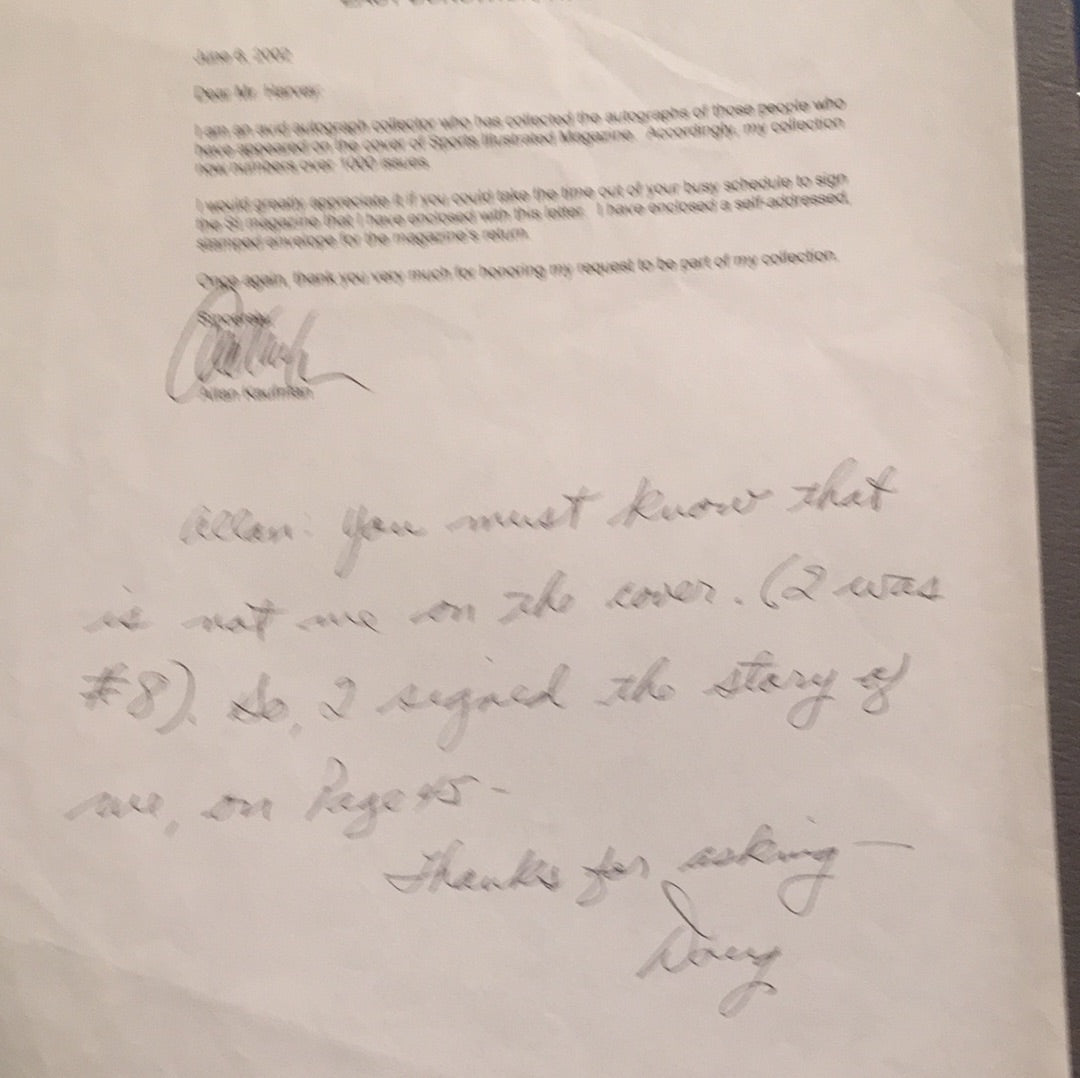 June 9, 2002
Dear Mr. Harvey:
I am an avid autograph collector who has collected the autographs of those people who
have appeared on the cover of Sports Illustrated Magazine. Accordingly, my collection
now numbers over 1000 issues.
I would greatly appreciate it if you could take the time out of your busy schedule to sign
the SI magazine that I have enclosed with this letter. I have enclosed a self-addressed,
stamped envelope for the magazine's return.
Once again, thank you very much for honoring my request to be part of my collection.
Sincerely,
Allan Kaufman
Allan: you must know that
is not me on the cover. (I was
#8). So, I signed the story of
me, on Page 45-
Thanks for asking —
Doug